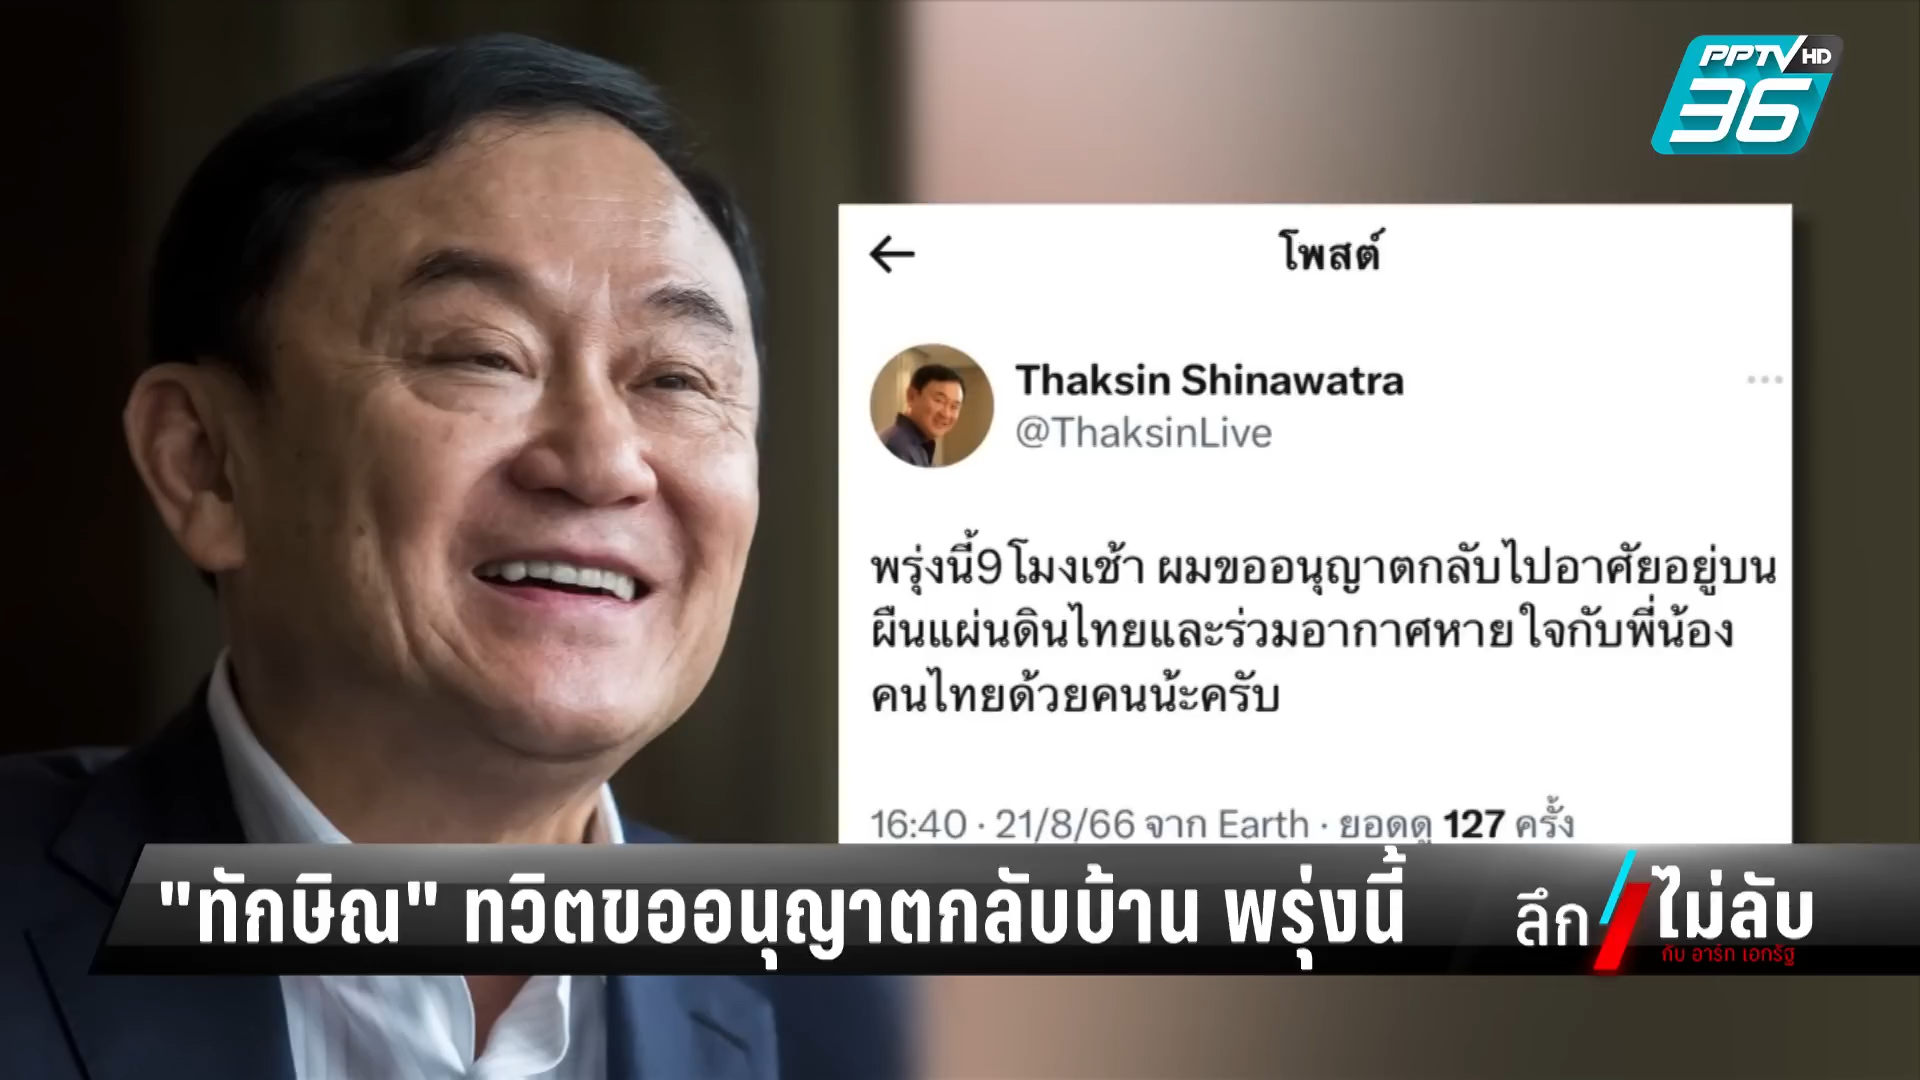 PPTV HD
36
โพสต์
Thaksin Shinawatra
@ThaksinLive
พรุ่งนี้9โมงเช้า ผมขออนุญาตกลับไปอาศัยอยู่บน
ผืนแผ่นดินไทยและร่วมอากาศหายใจกับพี่น้อง
คนไทยด้วยคนน้ะครับ
16:40 · 21/8/66 จาก Earth · ยอดดู 127 ครั้ง
"ทักษิณ" ทวิตขออนุญาตกลับบ้าน พรุ่งนี้
ลึก ไม่ลับ
กับ อาร์ท เอกรัฐ